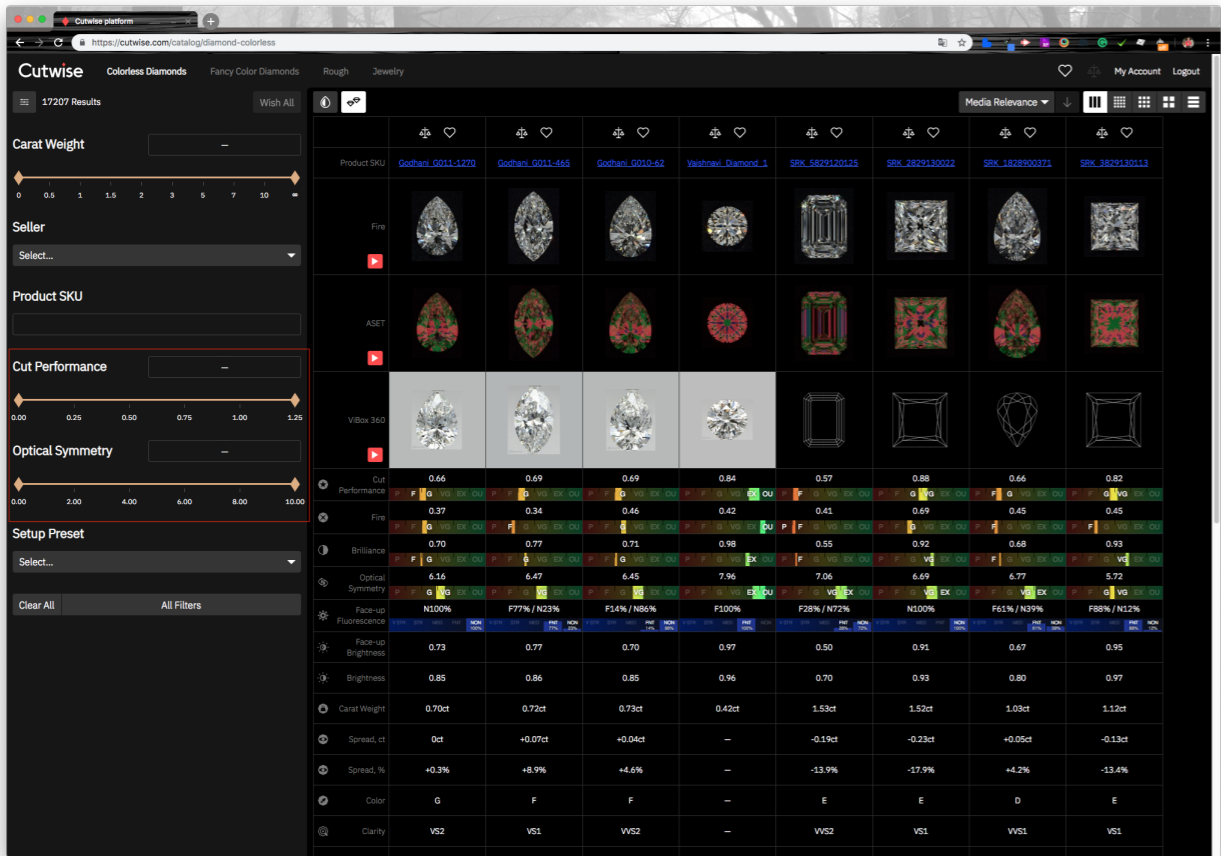 Cutwise platform
https://cutwise.com/catalog/diamond-colorless
Cutwise Colorless Diamonds Fancy Color Diamonds Rough Jewelry My Account Logout
17207 Results Wish All Media Relevance
Carat Weight –
0 0.5 1 1.5 2 3 5 7 10 ∞
Seller
Select...
Product SKU
Cut Performance –
0.00 0.25 0.50 0.75 1.00 1.25
Optical Symmetry –
0.00 2.00 4.00 6.00 8.00 10.00
Setup Preset
Select...
Clear All All Filters
Product SKU Godhani_G011-1270 Godhani_G011-465 Godhani_G010-62 Vaishnavi_Diamond_1 SRK_5829120125 SRK_2829130022 SRK_1828900371 SRK_3829130113
Fire
ASET
ViBox 360
Cut Performance 0.66 0.69 0.69 0.84 0.57 0.88 0.66 0.82
Fire 0.37 0.34 0.46 0.42 0.41 0.69 0.45 0.45
Brilliance 0.70 0.77 0.71 0.98 0.55 0.92 0.68 0.93
Optical Symmetry 6.16 6.47 6.45 7.96 7.06 6.69 6.77 5.72
Face-up Fluorescence N100% F77% / N23% F14% / N86% F100% F28% / N72% N100% F61% / N39% F88% / N12%
Face-up Brightness 0.73 0.77 0.70 0.97 0.50 0.91 0.67 0.95
Brightness 0.85 0.86 0.85 0.96 0.70 0.93 0.80 0.97
Carat Weight 0.70ct 0.72ct 0.73ct 0.42ct 1.53ct 1.52ct 1.03ct 1.12ct
Spread, ct 0ct +0.07ct +0.04ct – -0.19ct -0.23ct +0.05ct -0.13ct
Spread, % +0.3% +8.9% +4.6% – -13.9% -17.9% +4.2% -13.4%
Color G F F – E E D E
Clarity VS2 VS1 VVS2 – VVS2 VS1 VVS1 VS1